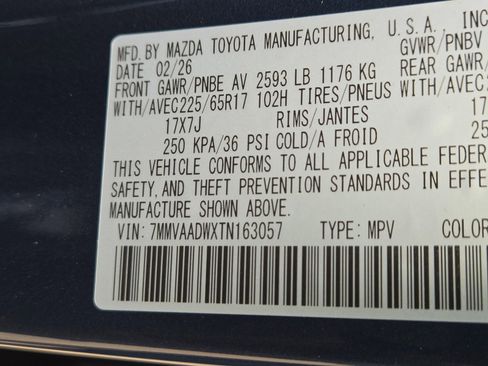 MFD. BY MAZDA TOYOTA MANUFACTURING, U.S.A., INC
DATE 02/26 GVWR/PNBV
FRONT GAWR/PNBE AV 2593 LB 1176 KG REAR GAWR/
WITH/AVEC225/65R17 102H TIRES/PNEUS WITH/AVEC2
17X7J RIMS/JANTES 17
250 KPA/36 PSI COLD/A FROID 25
THIS VEHICLE CONFORMS TO ALL APPLICABLE FEDER
SAFETY, AND THEFT PREVENTION STANDARDS IN EFFE
MANUFACTURE SHOWN ABOVE.
VIN: 7MMVAADWXTN163057 TYPE: MPV COLOR